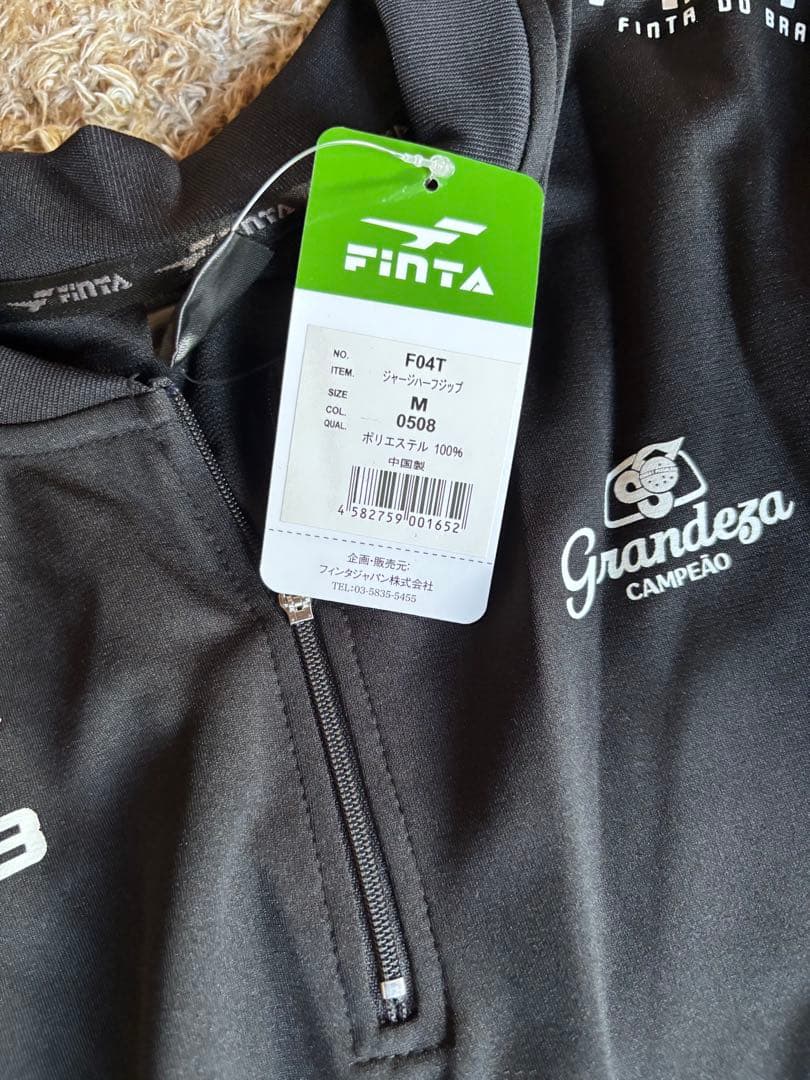 FINTA DO BRA
FiNTA
FiNTA
FiNTA
NO. F04T
ITEM. ジャージハーフジップ
SIZE M
COL. 0508
QUAL. ポリエステル 100%
中国製
4 582759 001652
企画・販売元:
フィンタジャパン株式会社
TEL:03-5835-5455
Grandeza
CAMPEÃO
B